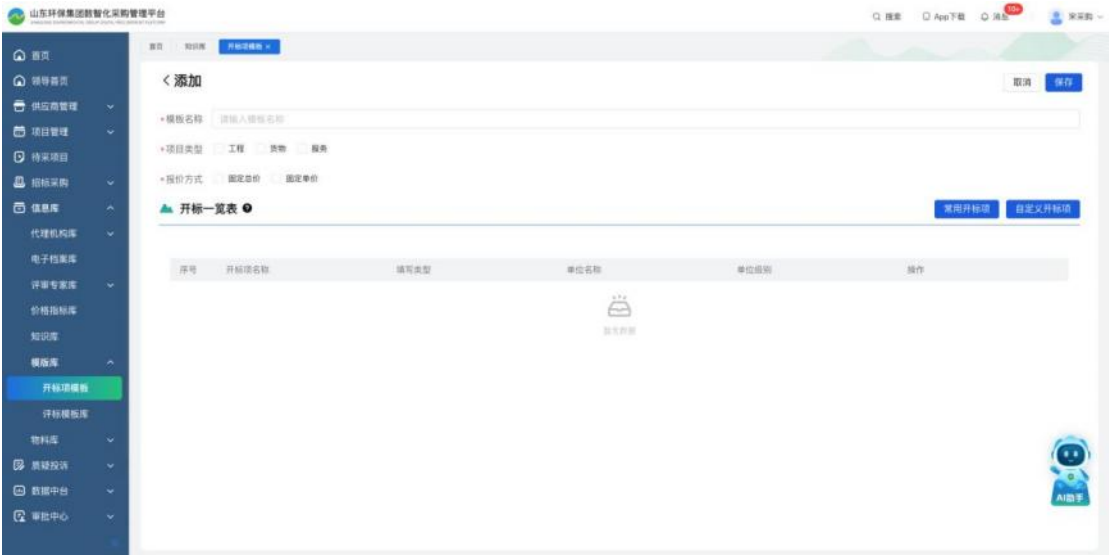 山东环保集团数智化采购管理平台
搜索 App下载 消息 10+ 宋采购
首页 知识库 开标项模板 ×
首页
领导首页
供应商管理
项目管理
待采项目
招标采购
信息库
代理机构库
电子档案库
评审专家库
价格指标库
知识库
模版库
开标项模板
评标模板库
物料库
质疑投诉
数据中台
审批中心
添加
取消 保存
*模板名称 请输入模板名称
*项目类型 工程 货物 服务
*报价方式 固定总价 固定单价
开标一览表
常用开标项 自定义开标项
序号 开标项名称 填写类型 单位名称 单位级别 操作
暂无数据
AI助手